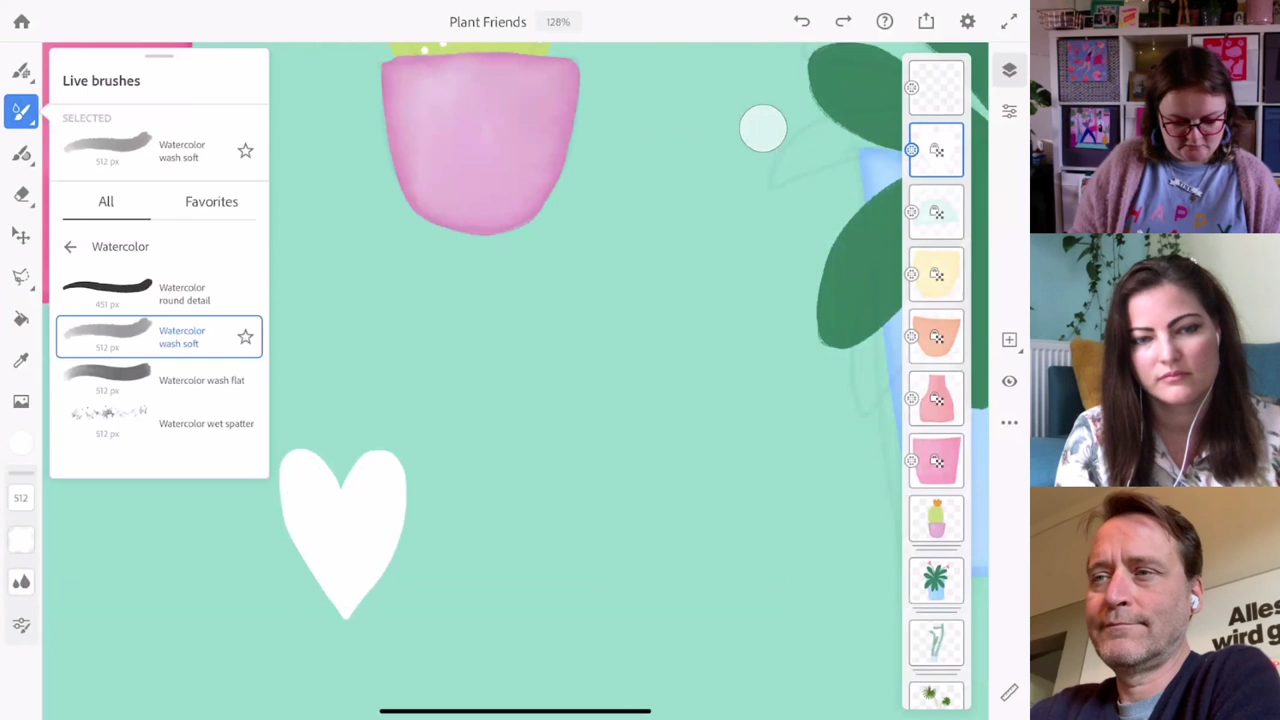 Plant Friends
128%
Live brushes
SELECTED
Watercolor
wash soft
512 px
All
Favorites
Watercolor
Watercolor
round detail
451 px
Watercolor
wash soft
512 px
Watercolor wash flat
512 px
Watercolor wet spatter
512 px
512
HAPPY
Alles
wird g